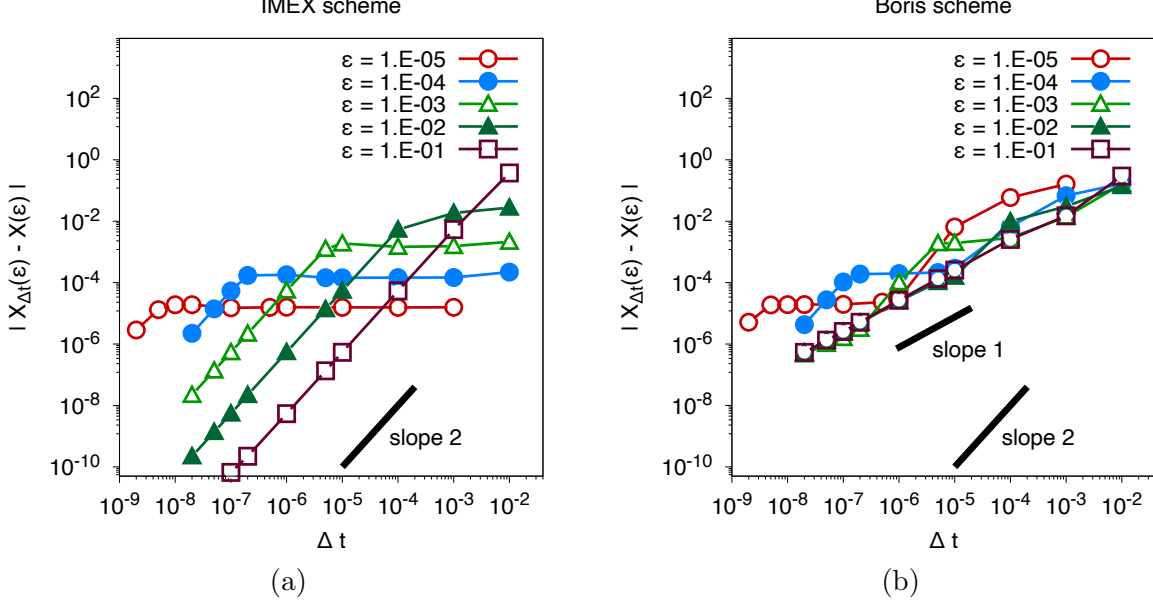 IMEX scheme
| X_Δt(ε) - X(ε) |
10^2
10^0
10^-2
10^-4
10^-6
10^-8
10^-10
ε = 1.E-05
ε = 1.E-04
ε = 1.E-03
ε = 1.E-02
ε = 1.E-01
slope 2
10^-9 10^-8 10^-7 10^-6 10^-5 10^-4 10^-3 10^-2
Δ t
(a)
Boris scheme
| X_Δt(ε) - X(ε) |
10^2
10^0
10^-2
10^-4
10^-6
10^-8
10^-10
ε = 1.E-05
ε = 1.E-04
ε = 1.E-03
ε = 1.E-02
ε = 1.E-01
slope 1
slope 2
10^-9 10^-8 10^-7 10^-6 10^-5 10^-4 10^-3 10^-2
Δ t
(b)